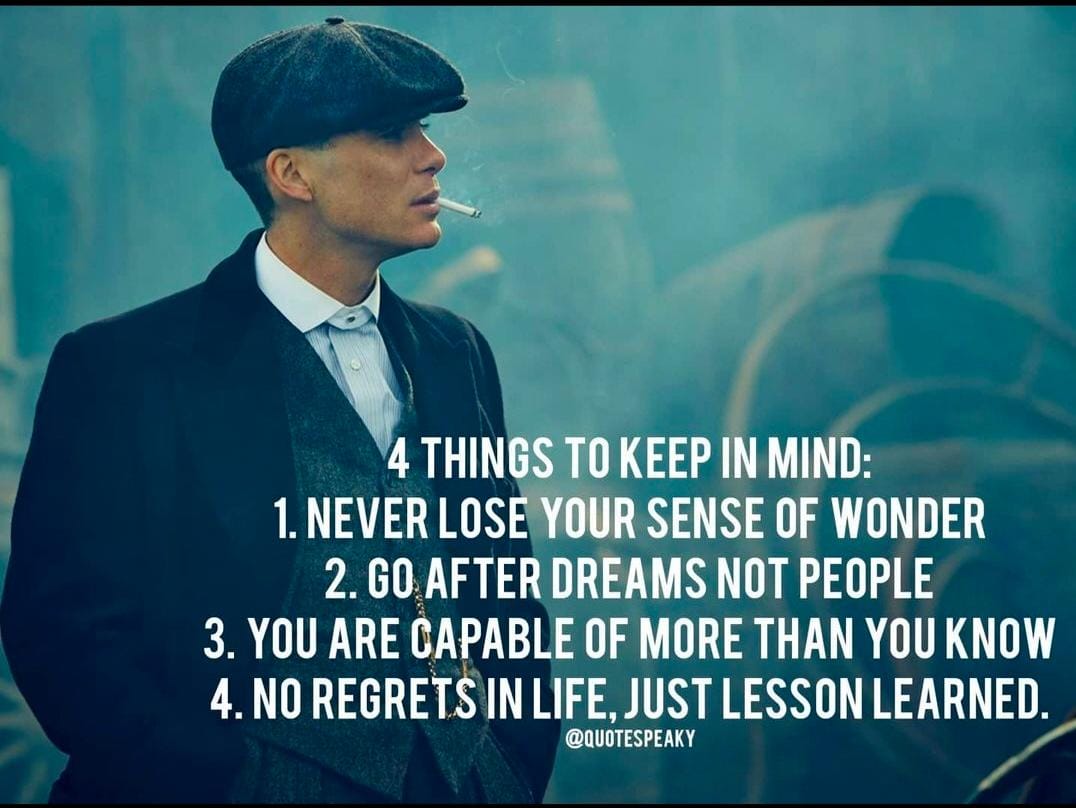 4 THINGS TO KEEP IN MIND:
1. NEVER LOSE YOUR SENSE OF WONDER
2. GO AFTER DREAMS NOT PEOPLE
3. YOU ARE CAPABLE OF MORE THAN YOU KNOW
4. NO REGRETS IN LIFE, JUST LESSON LEARNED.
@QUOTESPEAKY